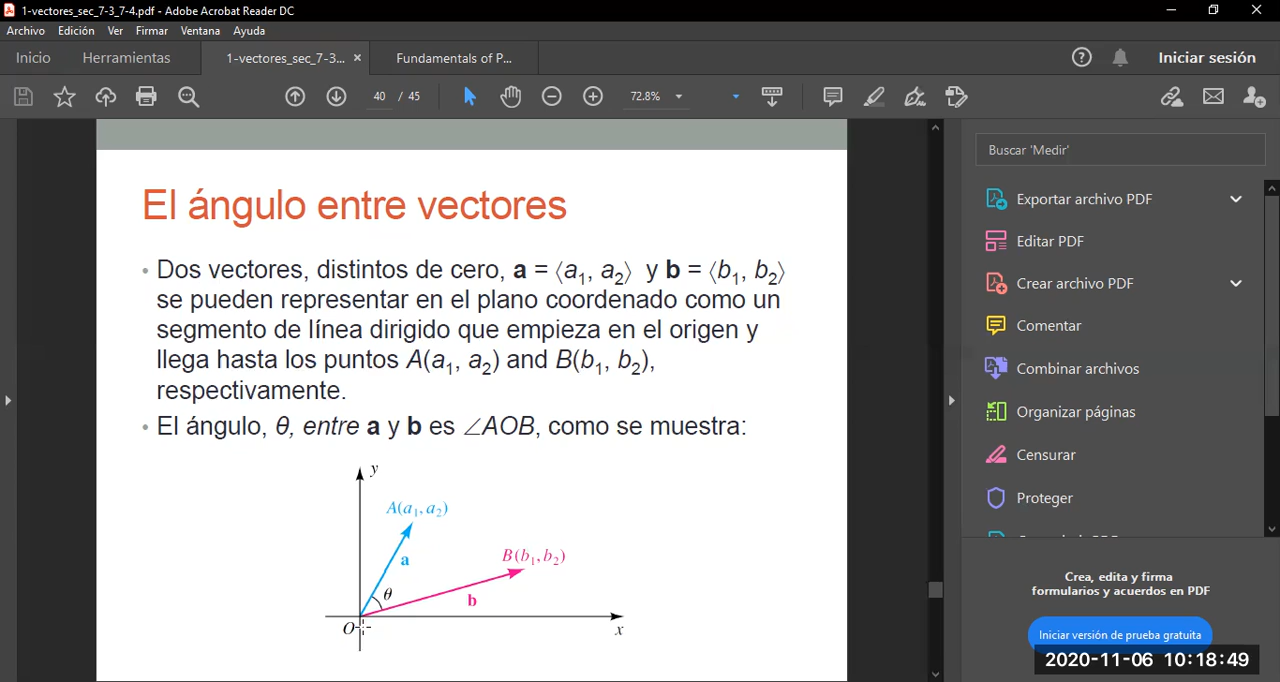 1-vectores_sec_7-3_7-4.pdf - Adobe Acrobat Reader DC
Archivo Edición Ver Firmar Ventana Ayuda
Inicio Herramientas 1-vectores_sec_7-3... × Fundamentals of P... Iniciar sesión
40 / 45 72.8%
El ángulo entre vectores
• Dos vectores, distintos de cero, a = ⟨a₁, a₂⟩ y b = ⟨b₁, b₂⟩
se pueden representar en el plano coordenado como un
segmento de línea dirigido que empieza en el origen y
llega hasta los puntos A(a₁, a₂) and B(b₁, b₂),
respectivamente.
• El ángulo, θ, entre a y b es ∠AOB, como se muestra:
y
A(a₁, a₂)
a
B(b₁, b₂)
θ
b
O
x
Buscar 'Medir'
Exportar archivo PDF
Editar PDF
Crear archivo PDF
Comentar
Combinar archivos
Organizar páginas
Censurar
Proteger
Crea, edita y firma
formularios y acuerdos en PDF
Iniciar versión de prueba gratuita
2020-11-06 10:18:49